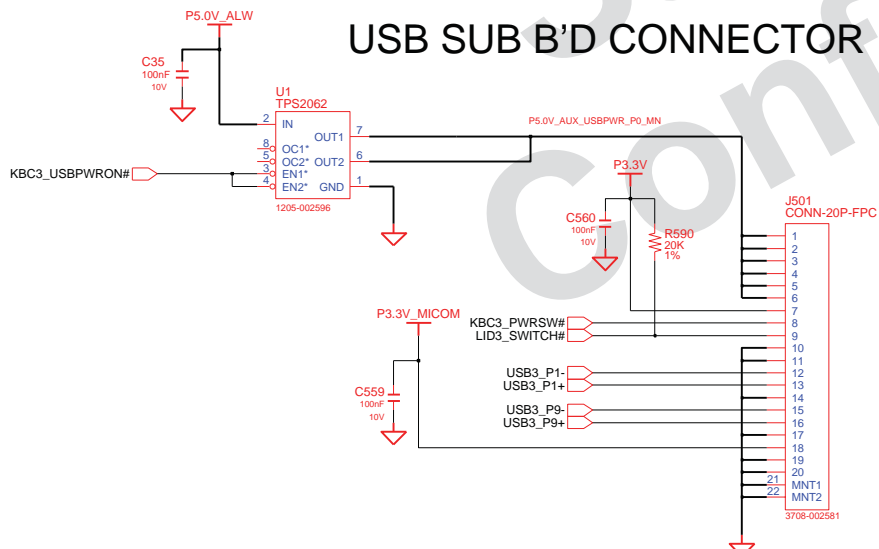 P5.0V_ALW
USB SUB B'D CONNECTOR
C35
100nF
10V
U1
TPS2062
2 IN
OUT1 7
8 OC1*
5 OC2* OUT2 6
3 EN1*
4 EN2* GND 1
1205-002596
KBC3_USBPWRON#
P5.0V_AUX_USBPWR_P0_MN
P3.3V
C560
100nF
10V
R590
20K
1%
J501
CONN-20P-FPC
1
2
3
4
5
6
7
KBC3_PWRSW# 8
LID3_SWITCH# 9
10
11
USB3_P1- 12
USB3_P1+ 13
14
USB3_P9- 15
USB3_P9+ 16
17
18
19
20
21 MNT1
22 MNT2
3708-002581
P3.3V_MICOM
C559
100nF
10V
Conf